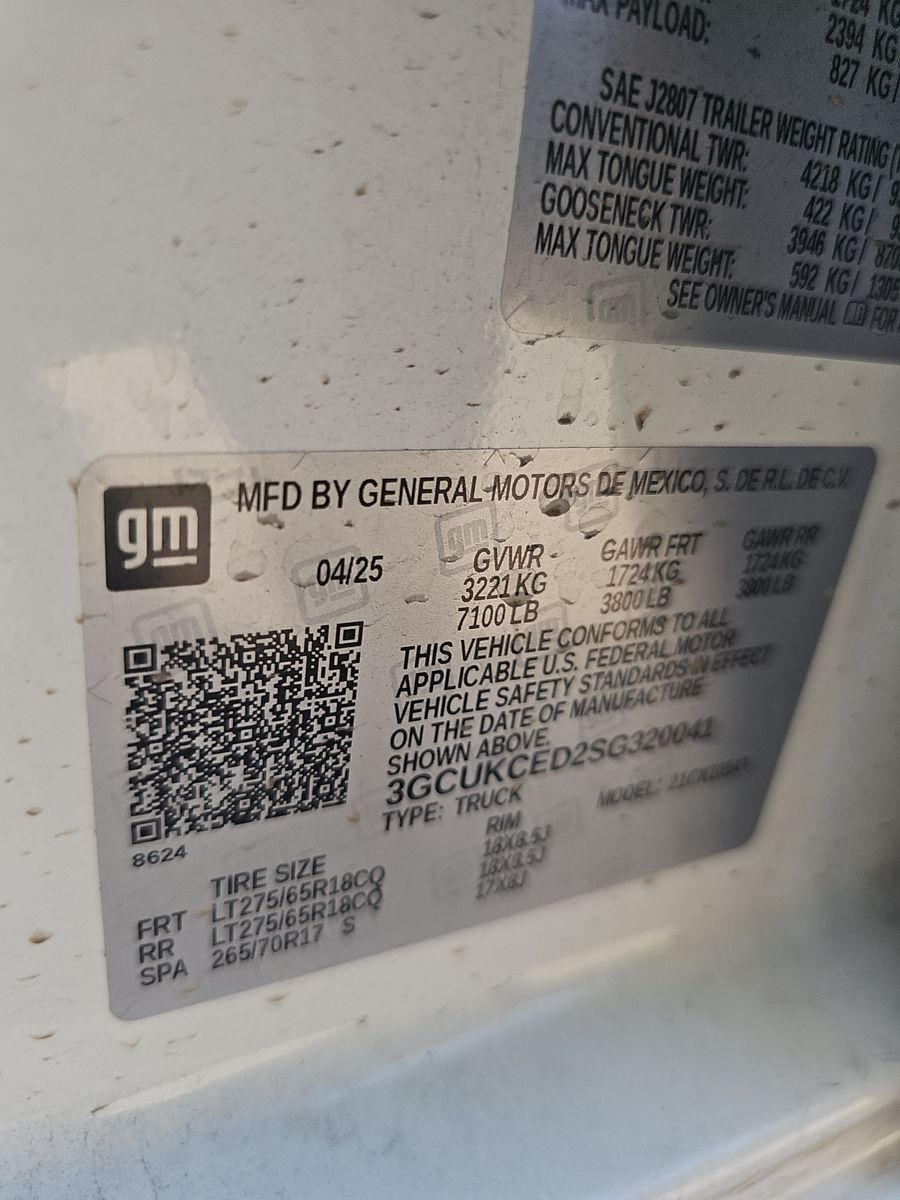 MAX PAYLOAD: 2394 KG
827 KG/
SAE J2807 TRAILER WEIGHT RATING
CONVENTIONAL TWR: 4218 KG/
MAX TONGUE WEIGHT: 422 KG/
GOOSENECK TWR: 3946 KG/ 870
MAX TONGUE WEIGHT: 592 KG/ 1305
SEE OWNER'S MANUAL FOR
gm
MFD BY GENERAL MOTORS DE MEXICO, S. DE R.L. DE C.V.
04/25 GVWR GAWR FRT GAWR RR
3221 KG 1724 KG 1724 KG
7100 LB 3800 LB 3800 LB
THIS VEHICLE CONFORMS TO ALL
APPLICABLE U.S. FEDERAL MOTOR
VEHICLE SAFETY STANDARDS IN EFFECT
ON THE DATE OF MANUFACTURE
SHOWN ABOVE.
3GCUKCED2SG320041
TYPE: TRUCK MODEL:
8624
TIRE SIZE RIM
FRT LT275/65R18CQ 18X8.5J
RR LT275/65R18CQ 18X8.5J
SPA 265/70R17 S 17X8J